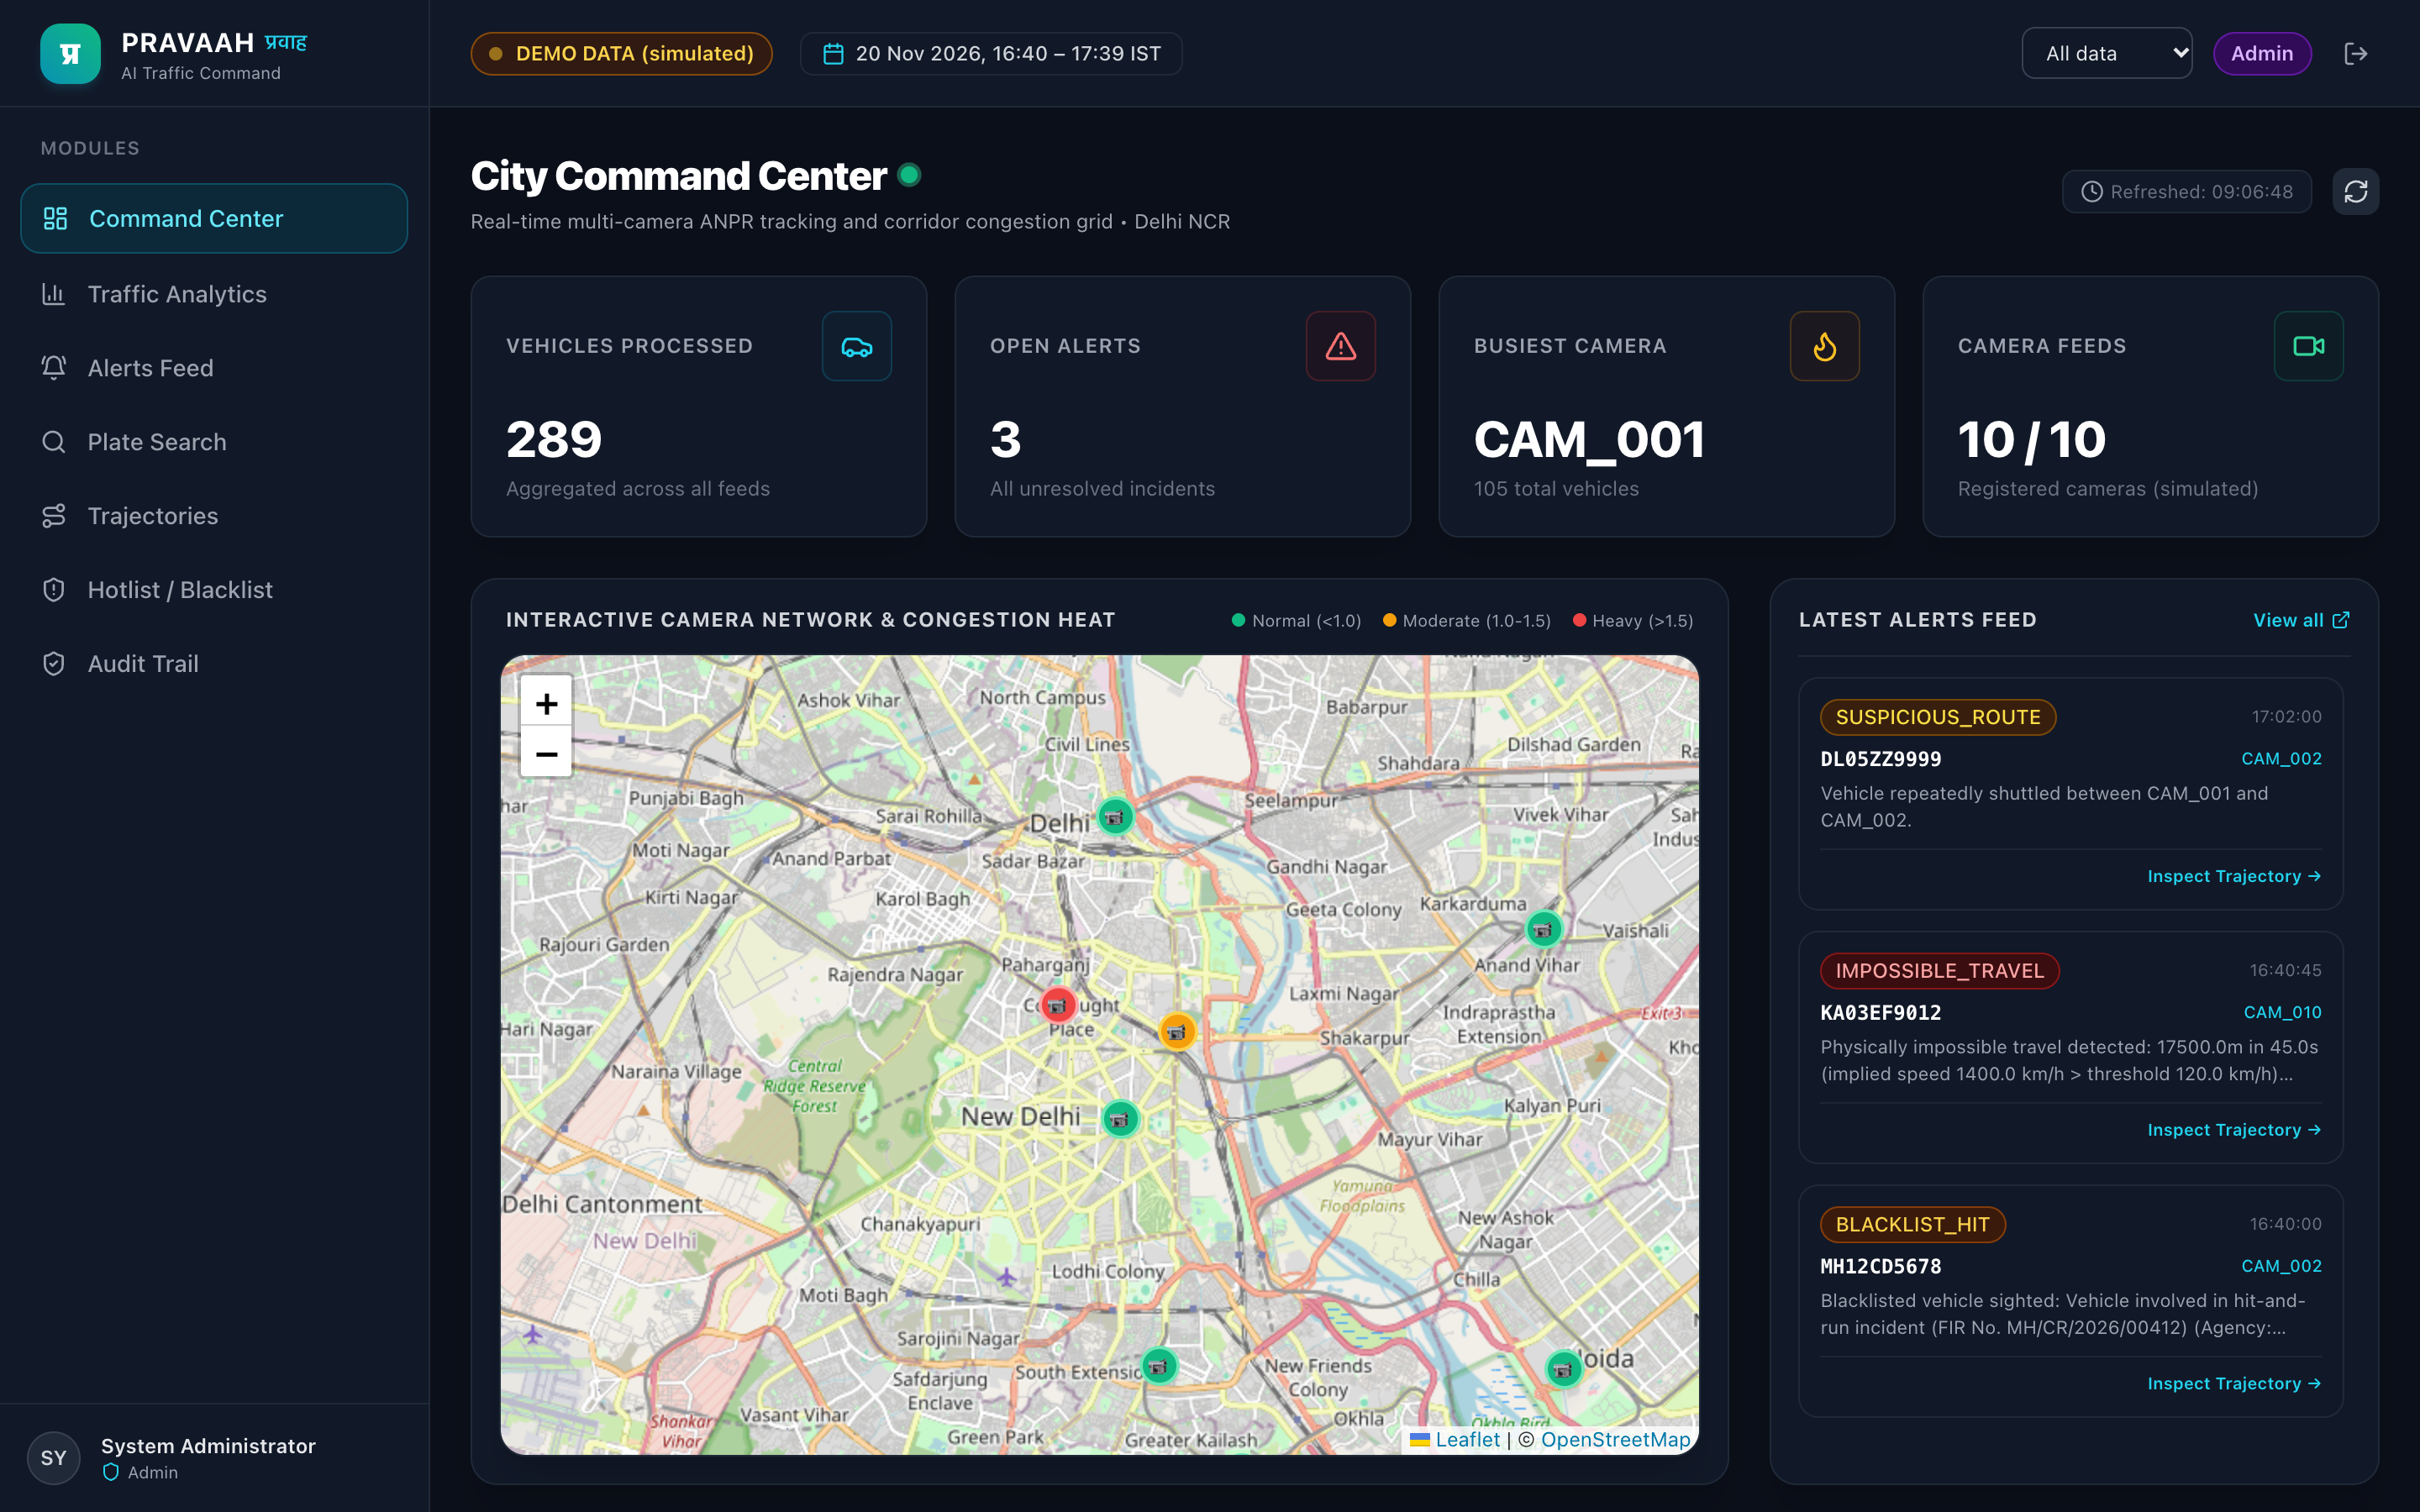 प्र
PRAVAAH प्रवाह
AI Traffic Command
DEMO DATA (simulated)
20 Nov 2026, 16:40 – 17:39 IST
All data
Admin
MODULES
Command Center
Traffic Analytics
Alerts Feed
Plate Search
Trajectories
Hotlist / Blacklist
Audit Trail
SY
System Administrator
Admin
City Command Center
Real-time multi-camera ANPR tracking and corridor congestion grid • Delhi NCR
Refreshed: 09:06:48
VEHICLES PROCESSED
289
Aggregated across all feeds
OPEN ALERTS
3
All unresolved incidents
BUSIEST CAMERA
CAM_001
105 total vehicles
CAMERA FEEDS
10 / 10
Registered cameras (simulated)
INTERACTIVE CAMERA NETWORK & CONGESTION HEAT
Normal (<1.0)
Moderate (1.0-1.5)
Heavy (>1.5)
+
−
Ashok Vihar
North Campus
Babarpur
Civil Lines
Dilshad Garden
Shahdara
Punjabi Bagh
Seelampur
Sarai Rohilla
Delhi
Vivek Vihar
Moti Nagar
Anand Parbat
Sadar Bazar
Gandhi Nagar
Kirti Nagar
Karol Bagh
Geeta Colony
Karkarduma
Rajouri Garden
Vaishali
Rajendra Nagar
Paharganj
Anand Vihar
Laxmi Nagar
Hari Nagar
Place
Indraprastha
Extension
Exit 3
Shakarpur
Naraina Village
Central
Ridge Reserve
Forest
New Delhi
Kalyan Puri
Mayur Vihar
Delhi Cantonment
Yamuna
Floodplains
New Delhi
Chanakyapuri
New Ashok
Nagar
Lodhi Colony
Chilla
Moti Bagh
Sarojini Nagar
South Extensio
New Friends
Colony
Safdarjung
Enclave
Vasant Vihar
Shankar
Vihar
Okhla
Green Park
Greater Kailash
Leaflet | © OpenStreetMap
LATEST ALERTS FEED
View all
SUSPICIOUS_ROUTE
17:02:00
DL05ZZ9999
CAM_002
Vehicle repeatedly shuttled between CAM_001 and
CAM_002.
Inspect Trajectory →
IMPOSSIBLE_TRAVEL
16:40:45
KA03EF9012
CAM_010
Physically impossible travel detected: 17500.0m in 45.0s
(implied speed 1400.0 km/h > threshold 120.0 km/h)...
Inspect Trajectory →
BLACKLIST_HIT
16:40:00
MH12CD5678
CAM_002
Blacklisted vehicle sighted: Vehicle involved in hit-and-
run incident (FIR No. MH/CR/2026/00412) (Agency:...
Inspect Trajectory →